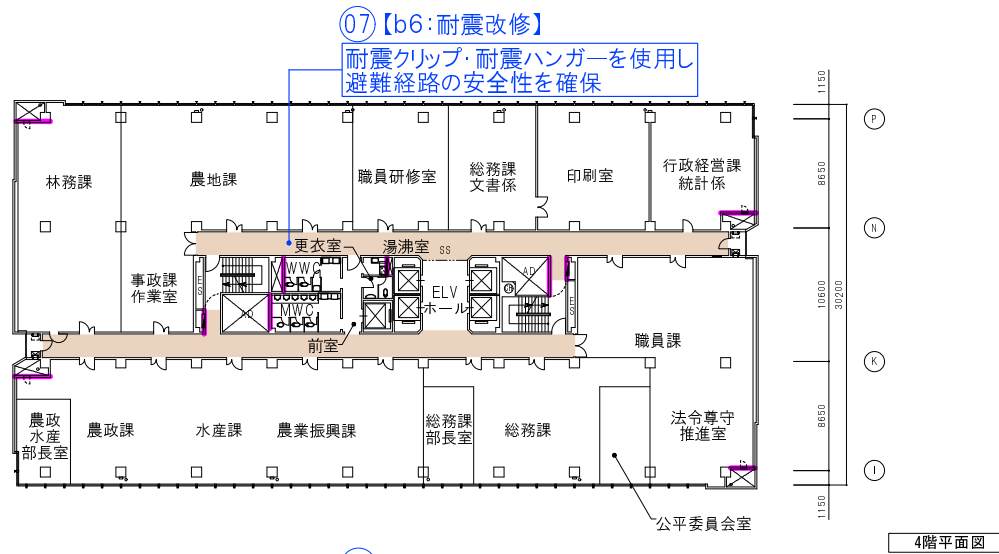 07【b6：耐震改修】
耐震クリップ・耐震ハンガーを使用し
避難経路の安全性を確保
1150
P
林務課
農地課
職員研修室
総務課
文書係
印刷室
行政経営課
統計係
8650
N
更衣室
湯沸室
SS
事政課
作業室
ES
WWC
AD
ELV
ホール
AD
ES
MWC
前室
10600
30200
職員課
K
農政
水産
部長室
農政課
水産課
農業振興課
総務課
部長室
総務課
法令尊守
推進室
8650
I
公平委員会室
1150
4階平面図